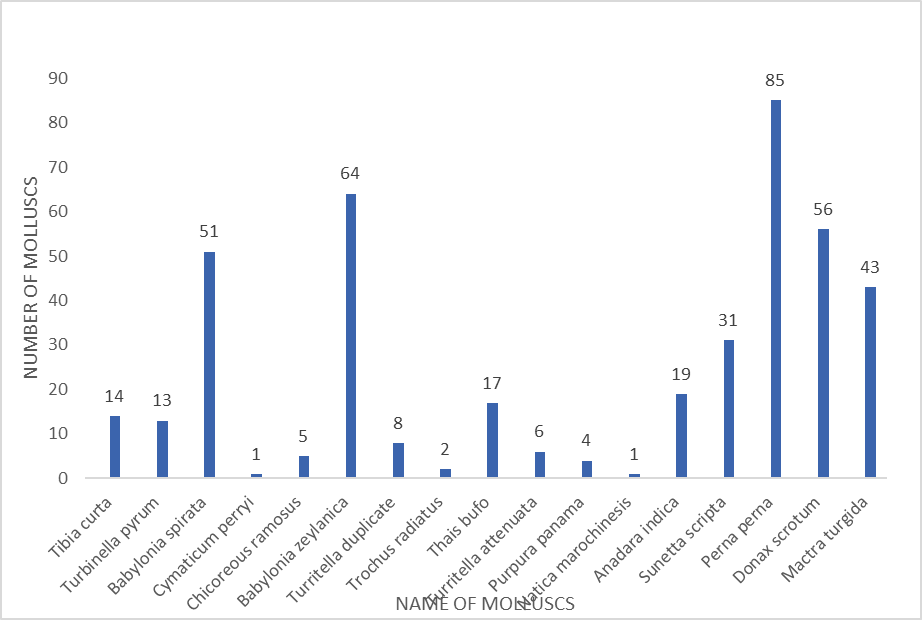 NUMBER OF MOLLUSCS
90
80
70
60
50
40
30
20
10
0
14
13
51
1
5
64
8
2
17
6
4
1
19
31
85
56
43
Tibia curta
Turbinella pyrum
Babylonia spirata
Cymaticum perryi
Chicoreous ramosus
Babylonia zeylanica
Turritella duplicate
Trochus radiatus
Thais bufo
Turritella attenuata
Purpura panama
Natica marochinesis
Anadara indica
Sunetta scripta
Perna perna
Donax scrotum
Mactra turgida
NAME OF MOLLUSCS